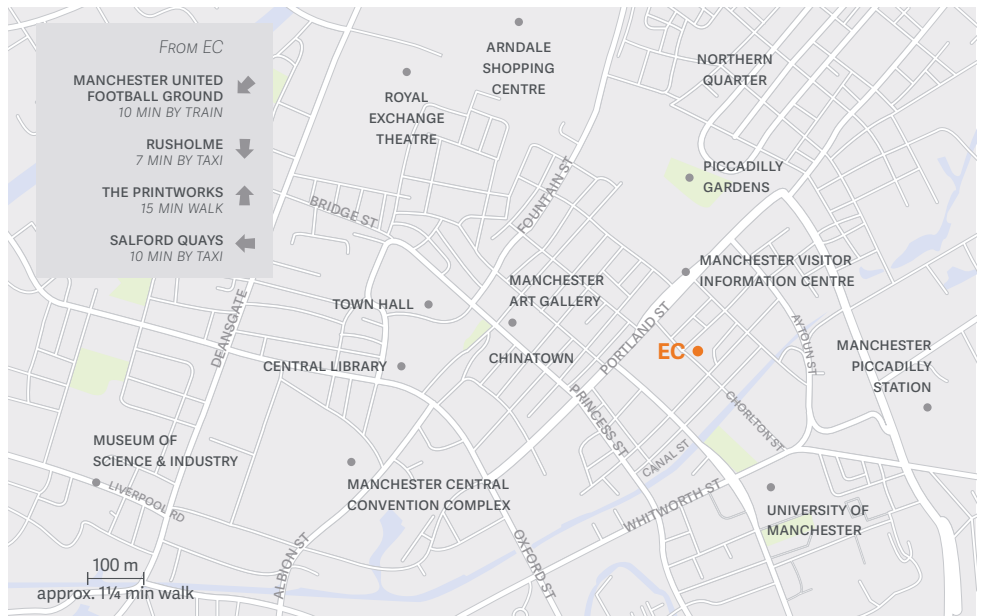 FROM EC
MANCHESTER UNITED
FOOTBALL GROUND
10 MIN BY TRAIN
RUSHOLME
7 MIN BY TAXI
THE PRINTWORKS
15 MIN WALK
SALFORD QUAYS
10 MIN BY TAXI
ARNDALE
SHOPPING
CENTRE
NORTHERN
QUARTER
ROYAL
EXCHANGE
THEATRE
PICCADILLY
GARDENS
FOUNTAIN ST
BRIDGE ST
MANCHESTER VISITOR
INFORMATION CENTRE
MANCHESTER
ART GALLERY
TOWN HALL
DEANSGATE
PORTLAND ST
AYTOUN ST
EC
MANCHESTER
PICCADILLY
STATION
CHINATOWN
CENTRAL LIBRARY
PRINCESS ST
CHORLTON ST
CANAL ST
MUSEUM OF
SCIENCE & INDUSTRY
LIVERPOOL RD
MANCHESTER CENTRAL
CONVENTION COMPLEX
WHITWORTH ST
UNIVERSITY OF
MANCHESTER
OXFORD ST
ALBION ST
100 m
approx. 1¼ min walk